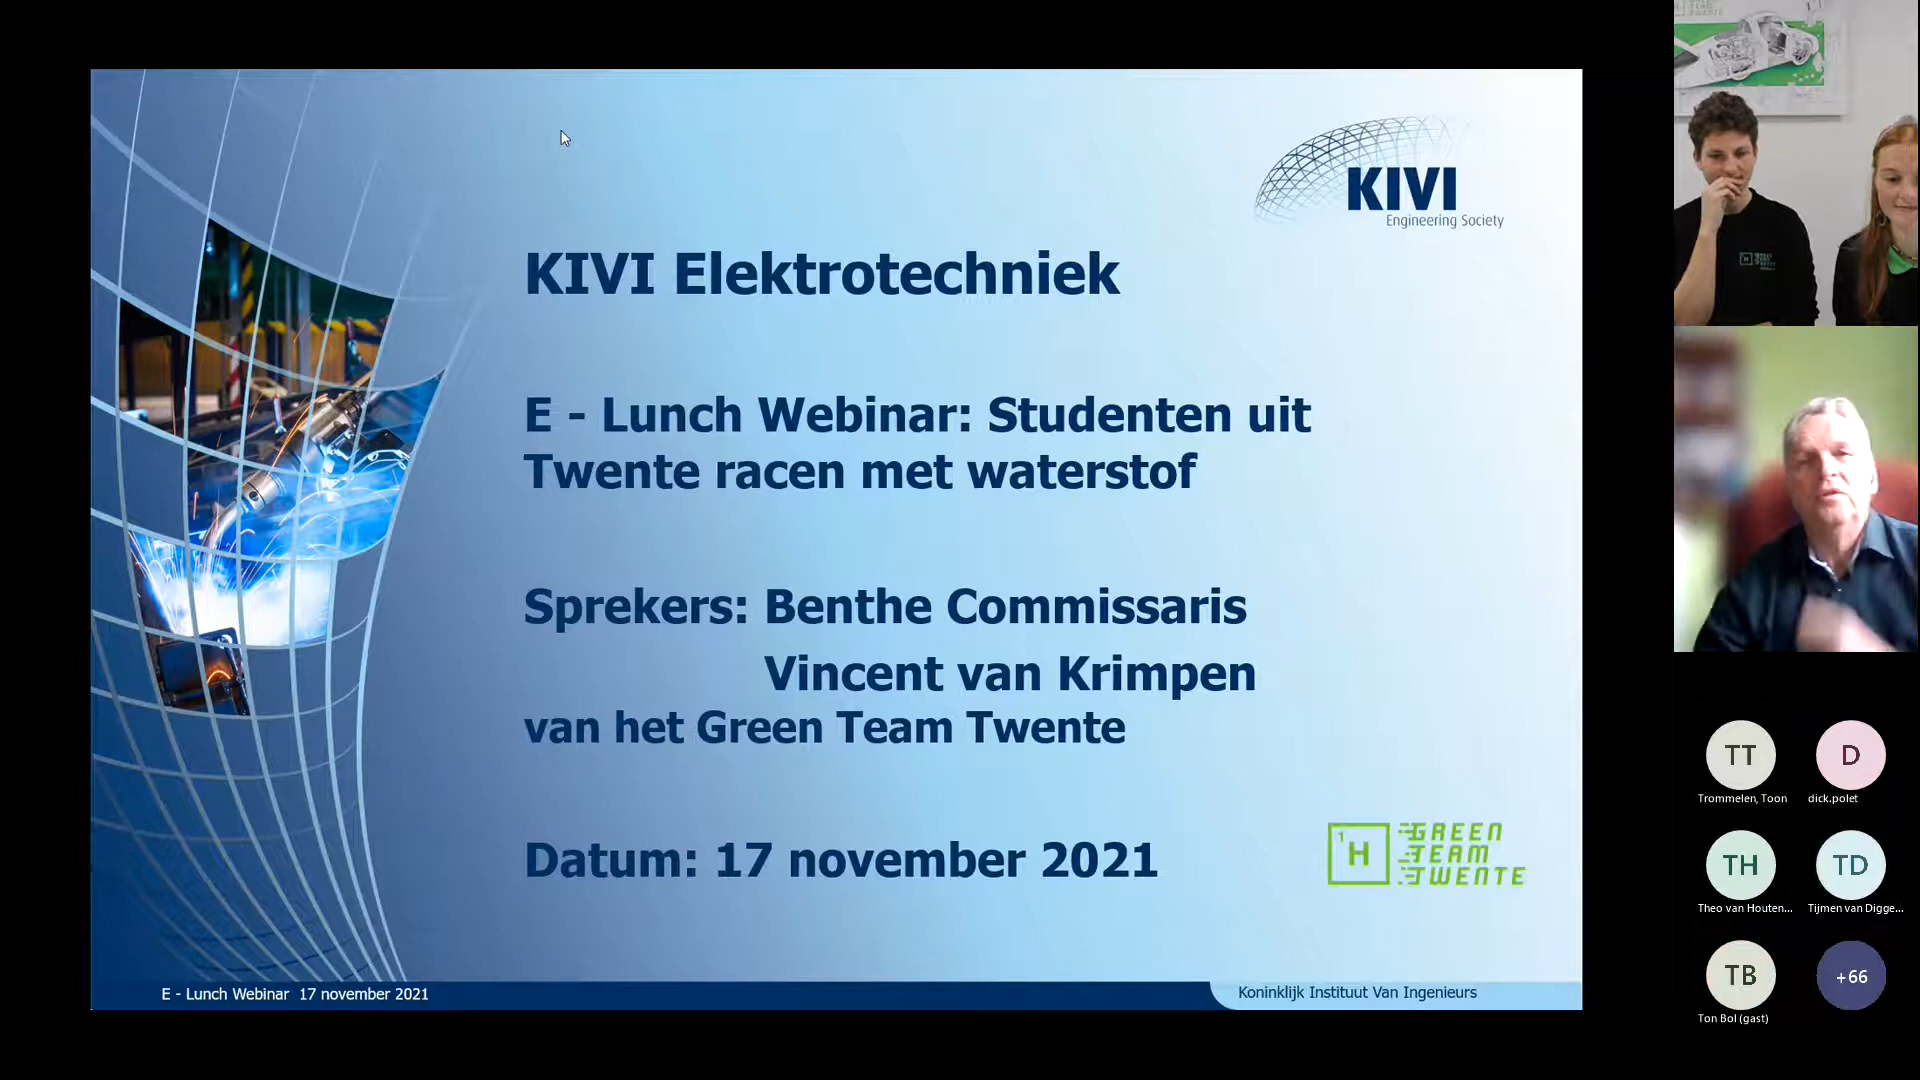 KIVI
Engineering Society
KIVI Elektrotechniek
E - Lunch Webinar: Studenten uit
Twente racen met waterstof
Sprekers: Benthe Commissaris
Vincent van Krimpen
van het Green Team Twente
Datum: 17 november 2021
1
H
GREEN
TEAM
TWENTE
E - Lunch Webinar 17 november 2021
Koninklijk Instituut Van Ingenieurs
TT
D
Trommelen, Toon
dick.polet
TH
TD
Theo van Houten...
Tijmen van Digge...
TB
+66
Ton Bol (gast)